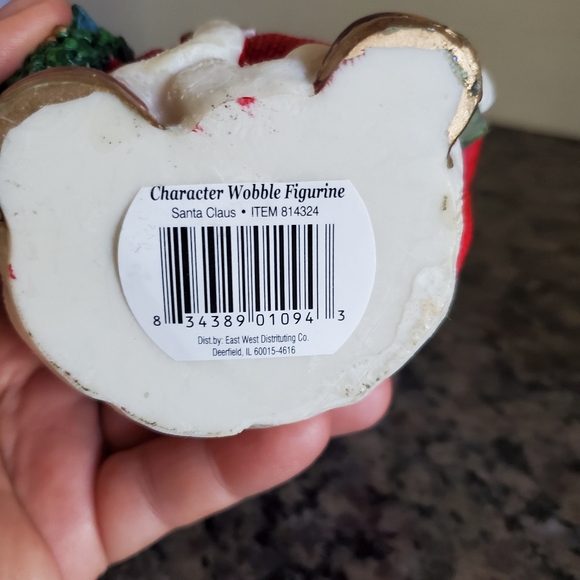 Character Wobble Figurine
Santa Claus • ITEM 814324
8 34389 01094 3
Dist.by: East West Distrituting Co.
Deerfield, IL 60015-4616